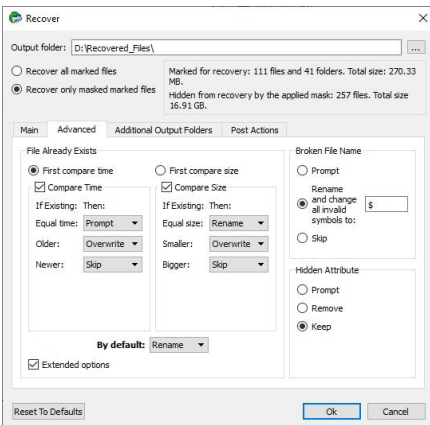 Recover
Output folder: D:\Recovered_Files\ ...
Recover all marked files
Recover only masked marked files
Marked for recovery: 111 files and 41 folders. Total size: 270.33
MB.
Hidden from recovery by the applied mask: 257 files. Total size
16.91 GB.
Main Advanced Additional Output Folders Post Actions
File Already Exists
First compare time First compare size
Compare Time Compare Size
If Existing: Then: If Existing: Then:
Equal time: Prompt Equal size: Rename
Older: Overwrite Smaller: Overwrite
Newer: Skip Bigger: Skip
By default: Rename
Extended options
Broken File Name
Prompt
Rename
and change
all invalid
symbols to:
$
Skip
Hidden Attribute
Prompt
Remove
Keep
Reset To Defaults Ok Cancel